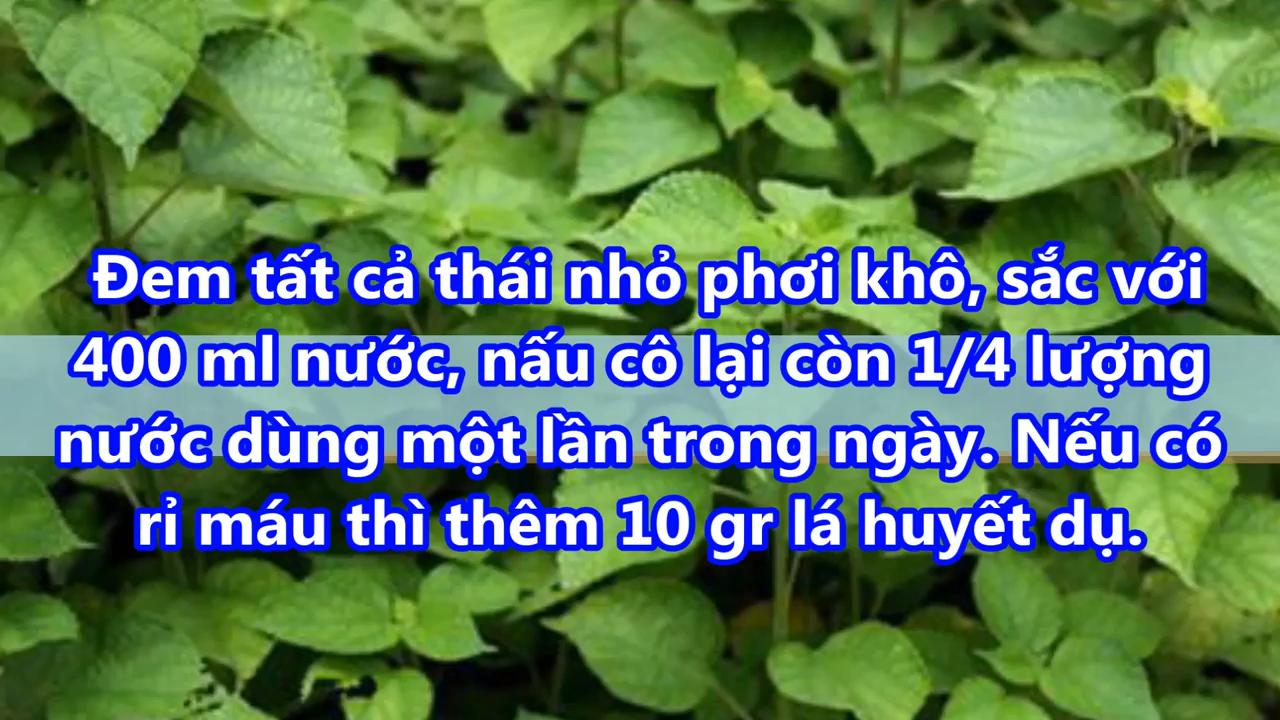 Đem tất cả thái nhỏ phơi khô, sắc với
400 ml nước, nấu cô lại còn 1/4 lượng
nước dùng một lần trong ngày. Nếu có
rỉ máu thì thêm 10 gr lá huyết dụ.